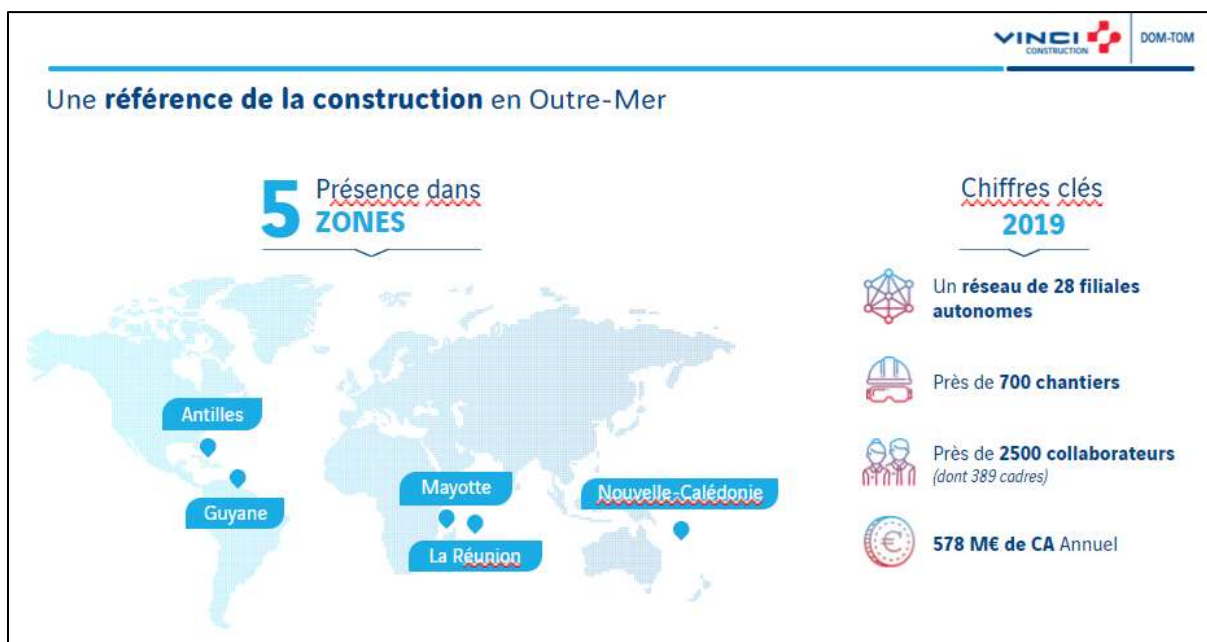 VINCI
CONSTRUCTION
DOM-TOM
Une référence de la construction en Outre-Mer
5 Présence dans
ZONES
Antilles
Guyane
Mayotte
La Réunion
Nouvelle-Calédonie
Chiffres clés
2019
Un réseau de 28 filiales
autonomes
Près de 700 chantiers
Près de 2500 collaborateurs
(dont 389 cadres)
578 M€ de CA Annuel